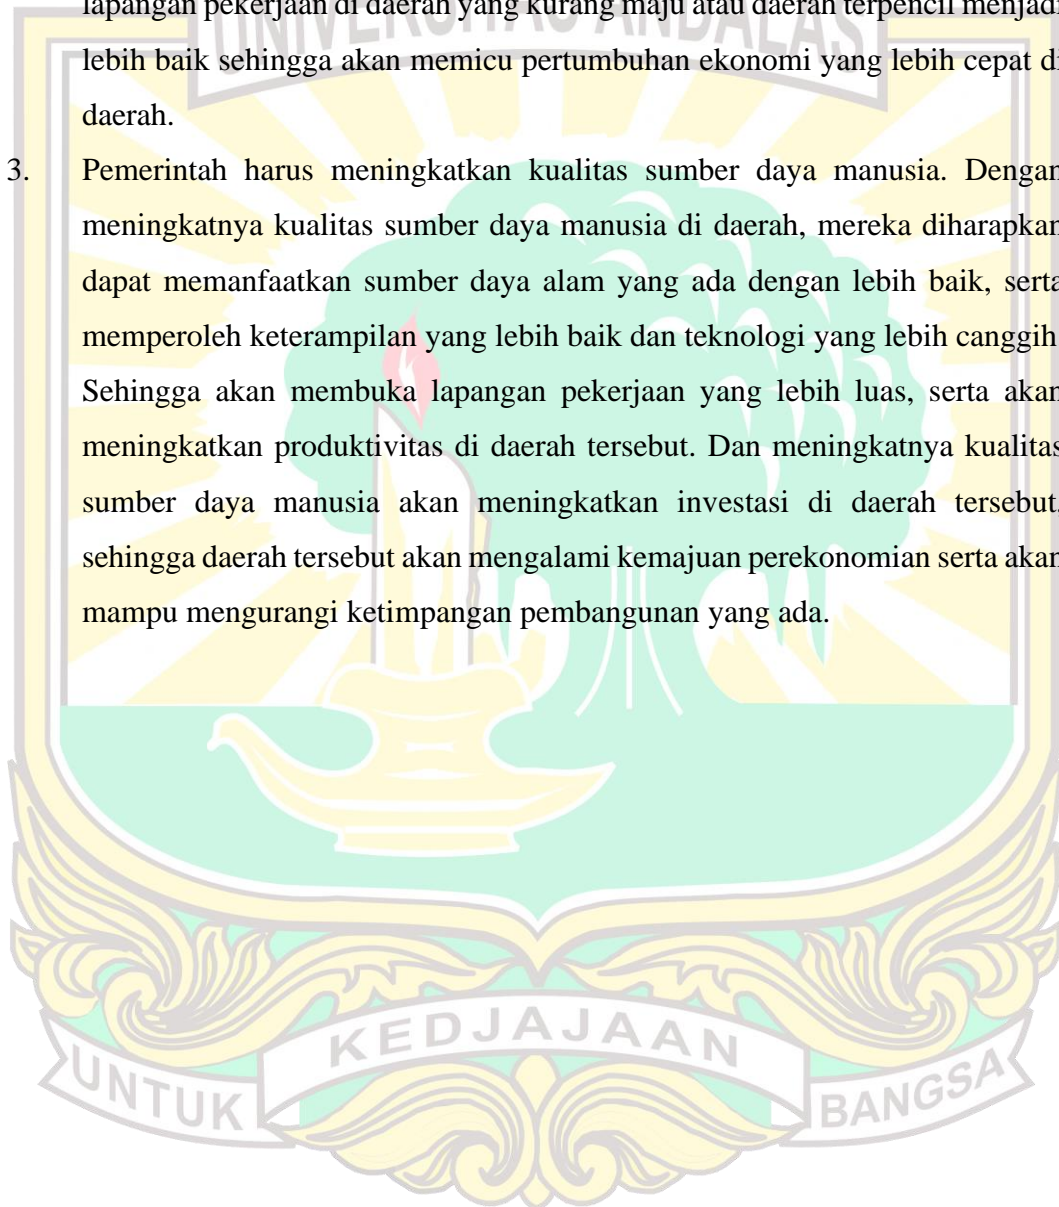 lapangan pekerjaan di daerah yang kurang maju atau daerah terpencil menjadi
UNIVERSITAS ANDALAS
lebih baik sehingga akan memicu pertumbuhan ekonomi yang lebih cepat di
daerah.
3. Pemerintah harus meningkatkan kualitas sumber daya manusia. Dengan
meningkatnya kualitas sumber daya manusia di daerah, mereka diharapkan
dapat memanfaatkan sumber daya alam yang ada dengan lebih baik, serta
memperoleh keterampilan yang lebih baik dan teknologi yang lebih canggih
Sehingga akan membuka lapangan pekerjaan yang lebih luas, serta akan
meningkatkan produktivitas di daerah tersebut. Dan meningkatnya kualitas
sumber daya manusia akan meningkatkan investasi di daerah tersebut,
sehingga daerah tersebut akan mengalami kemajuan perekonomian serta akan
mampu mengurangi ketimpangan pembangunan yang ada.
UNTUK KEDJAJAAN BANGSA